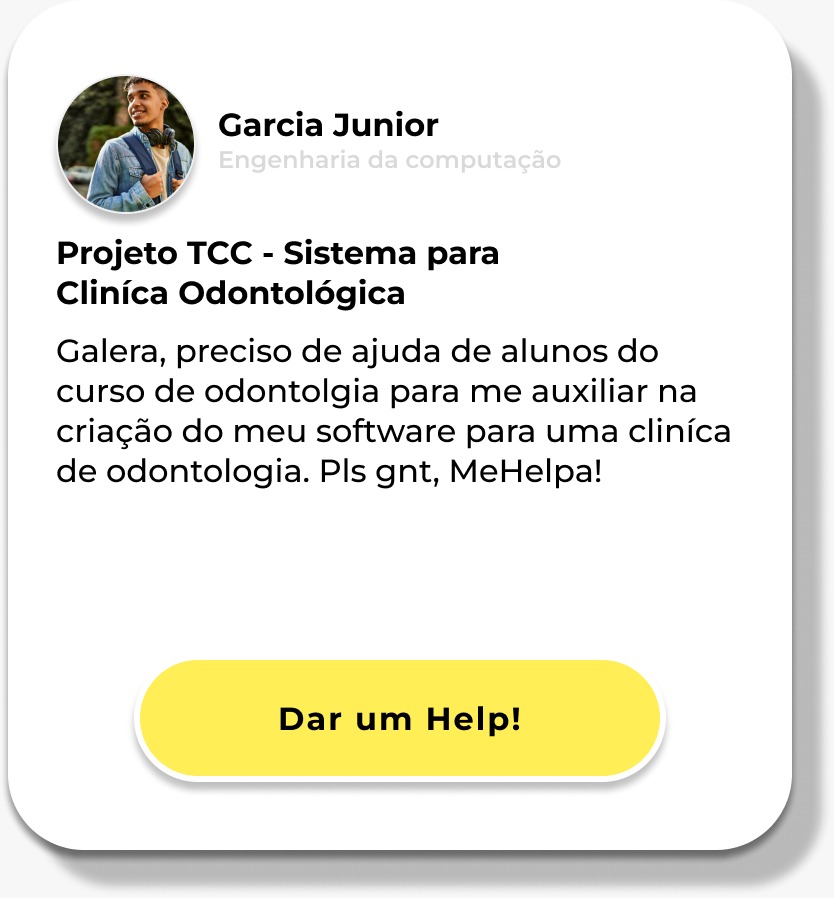 Garcia Junior
Engenharia da computação
Projeto TCC - Sistema para
Cliníca Odontológica
Galera, preciso de ajuda de alunos do
curso de odontolgia para me auxiliar na
criação do meu software para uma cliníca
de odontologia. Pls gnt, MeHelpa!
Dar um Help!